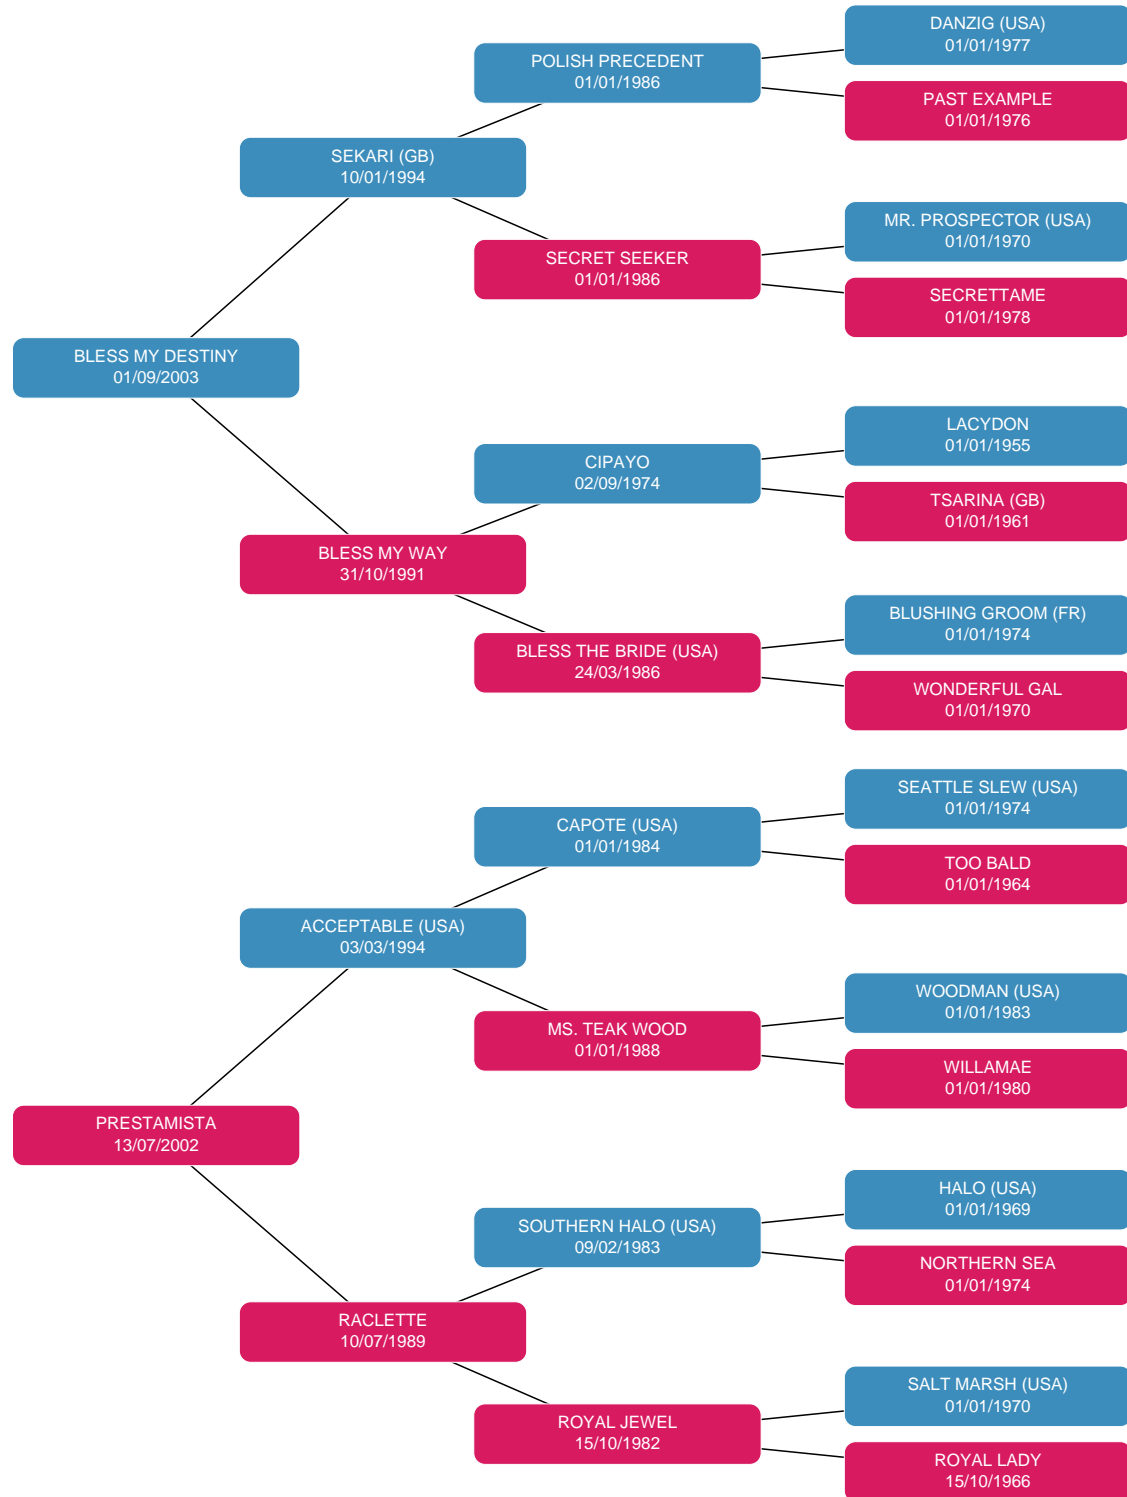 DANZIG (USA)
01/01/1977
POLISH PRECEDENT
01/01/1986
PAST EXAMPLE
01/01/1976
SEKARI (GB)
10/01/1994
MR. PROSPECTOR (USA)
01/01/1970
SECRET SEEKER
01/01/1986
SECRETTAME
01/01/1978
BLESS MY DESTINY
01/09/2003
LACYDON
01/01/1955
CIPAYO
02/09/1974
TSARINA (GB)
01/01/1961
BLESS MY WAY
31/10/1991
BLUSHING GROOM (FR)
01/01/1974
BLESS THE BRIDE (USA)
24/03/1986
WONDERFUL GAL
01/01/1970
SEATTLE SLEW (USA)
01/01/1974
CAPOTE (USA)
01/01/1984
TOO BALD
01/01/1964
ACCEPTABLE (USA)
03/03/1994
WOODMAN (USA)
01/01/1983
MS. TEAK WOOD
01/01/1988
WILLAMAE
01/01/1980
PRESTAMISTA
13/07/2002
HALO (USA)
01/01/1969
SOUTHERN HALO (USA)
09/02/1983
NORTHERN SEA
01/01/1974
RACLETTE
10/07/1989
SALT MARSH (USA)
01/01/1970
ROYAL JEWEL
15/10/1982
ROYAL LADY
15/10/1966